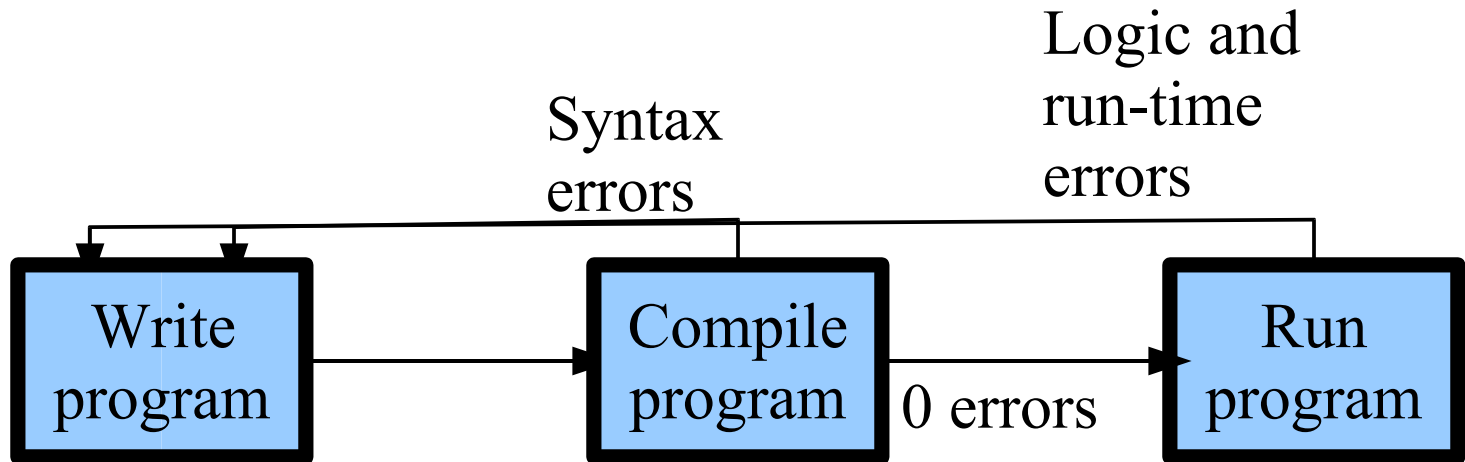 Logic and
run-time
errors
Syntax
errors
Write
program
Compile
program
0 errors
Run
program